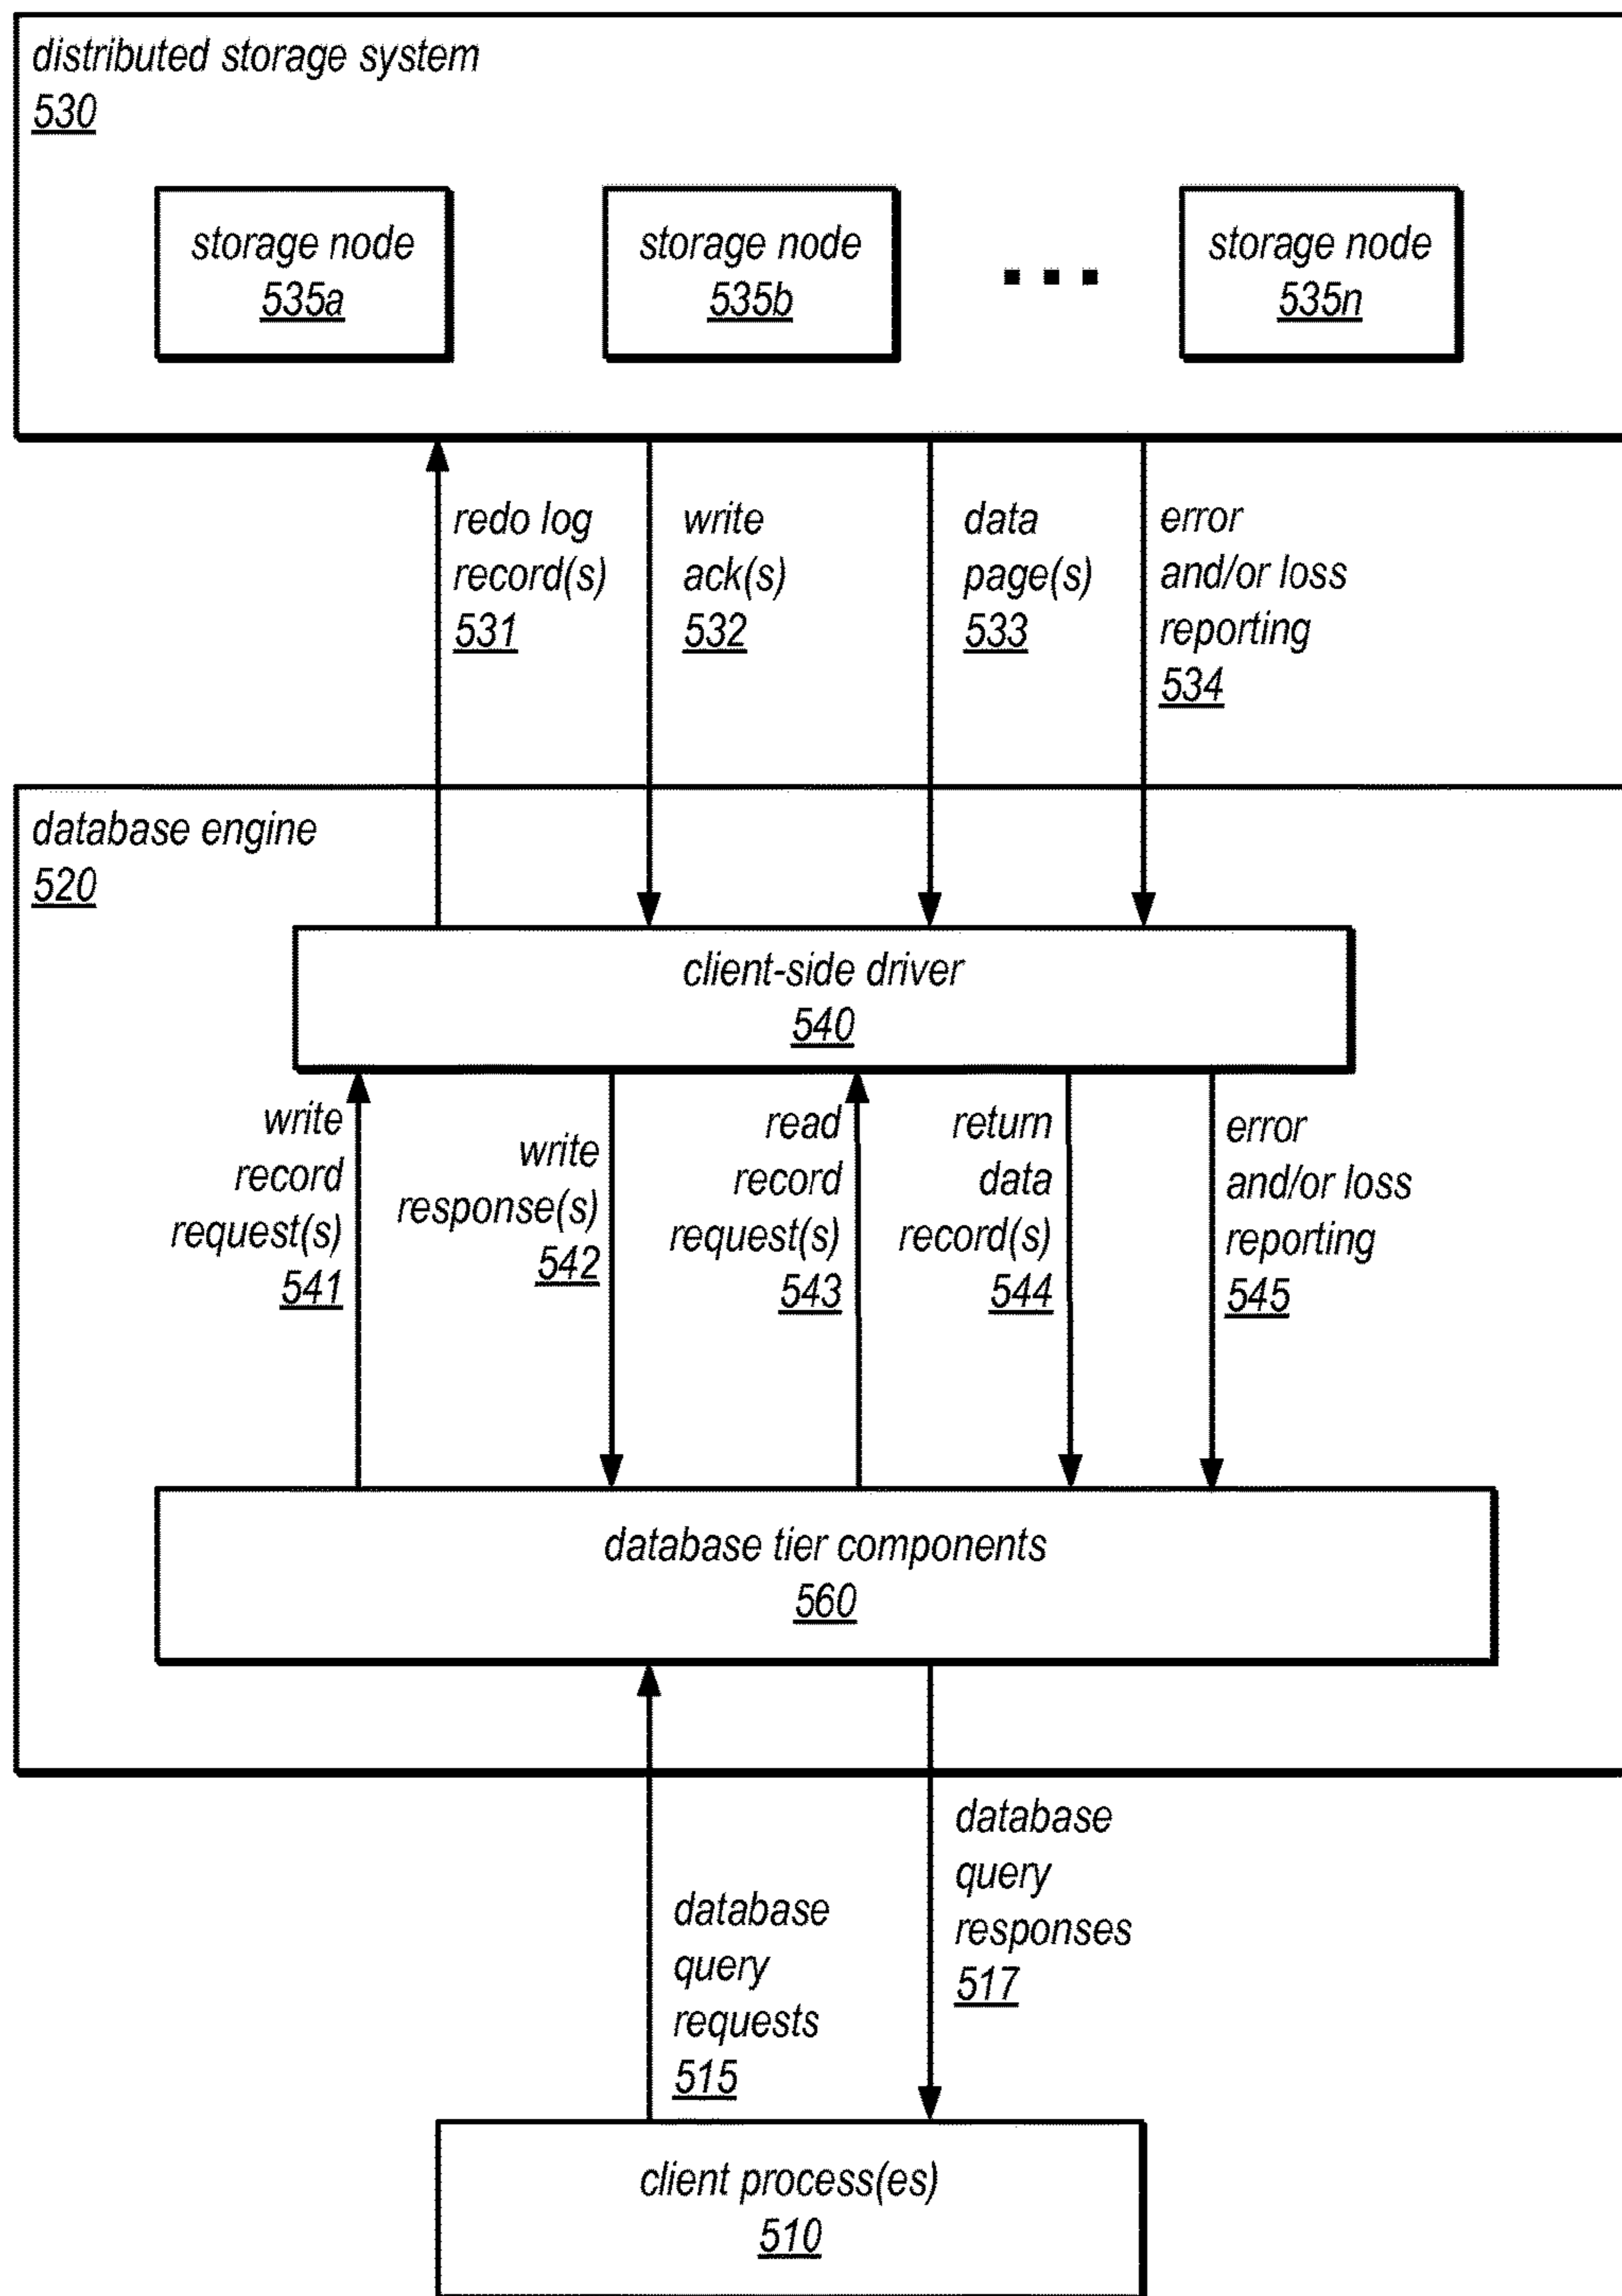 distributed storage system
530
storage node
535a
storage node
535b
storage node
535n
redo log
record(s)
531
write
ack(s)
532
data
page(s)
533
error
and/or loss
reporting
534
database engine
520
client-side driver
540
write
record
request(s)
541
write
response(s)
542
read
record
request(s)
543
return
data
record(s)
544
error
and/or loss
reporting
545
database tier components
560
database
query
requests
515
database
query
responses
517
client process(es)
510